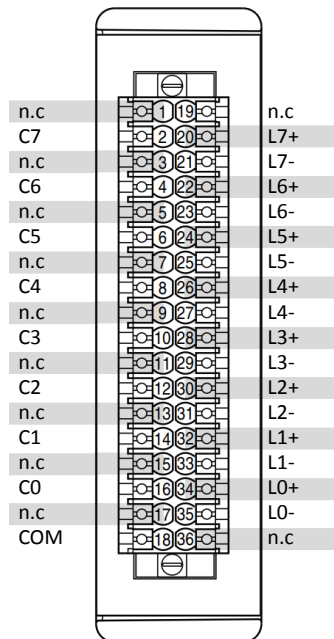 n.c 1 19 n.c
C7 2 20 L7+
n.c 3 21 L7-
C6 4 22 L6+
n.c 5 23 L6-
C5 6 24 L5+
n.c 7 25 L5-
C4 8 26 L4+
n.c 9 27 L4-
C3 10 28 L3+
n.c 11 29 L3-
C2 12 30 L2+
n.c 13 31 L2-
C1 14 32 L1+
n.c 15 33 L1-
C0 16 34 L0+
n.c 17 35 L0-
COM 18 36 n.c